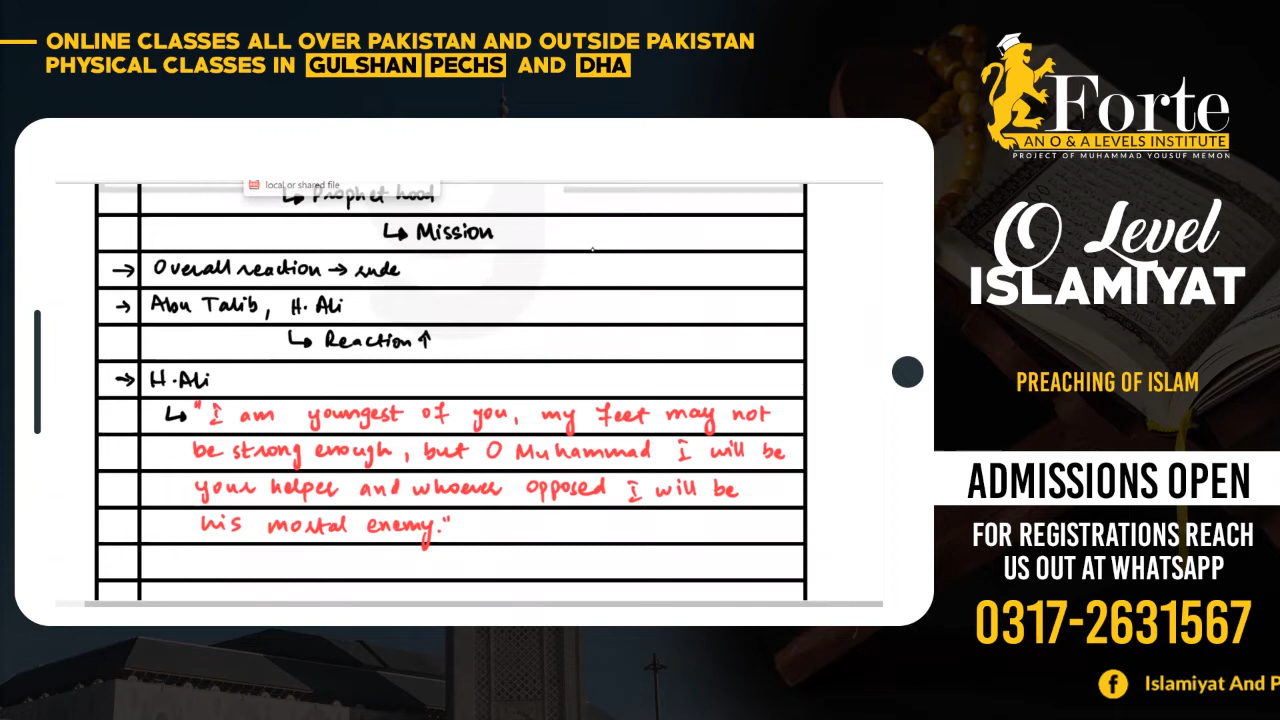 ONLINE CLASSES ALL OVER PAKISTAN AND OUTSIDE PAKISTAN
PHYSICAL CLASSES IN GULSHAN PECHS AND DHA
Forte
AN O & A LEVELS INSTITUTE
PROJECT OF MUHAMMAD YOUSUF MEMON
local or shared file
↳ Prophet hood
↳ Mission
→ Overall reaction → rude
→ Abu Talib, H. Ali
↳ Reaction ↑
→ H. Ali
↳ "I am youngest of you, my feet may not
be strong enough, but O Muhammad I will be
your helper and whoever opposed I will be
his mortal enemy."
O Level
ISLAMIYAT
PREACHING OF ISLAM
ADMISSIONS OPEN
FOR REGISTRATIONS REACH
US OUT AT WHATSAPP
0317-2631567
f Islamiyat And P